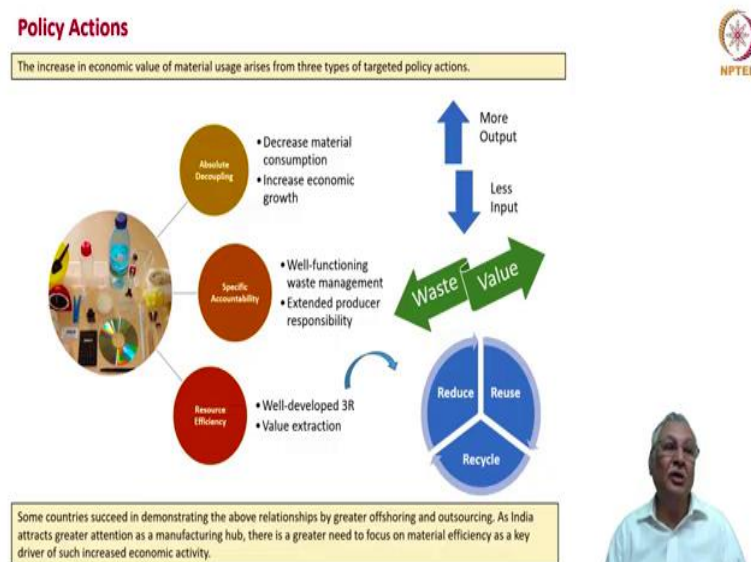 Policy Actions
NPTEL
The increase in economic value of material usage arises from three types of targeted policy actions.
Absolute
Decoupling
• Decrease material
consumption
• Increase economic
growth
More
Output
Less
Input
Specific
Accountability
• Well-functioning
waste management
• Extended producer
responsibility
Waste
Value
Resource
Efficiency
• Well-developed 3R
• Value extraction
Reduce
Reuse
Recycle
Some countries succeed in demonstrating the above relationships by greater offshoring and outsourcing. As India
attracts greater attention as a manufacturing hub, there is a greater need to focus on material efficiency as a key
driver of such increased economic activity.